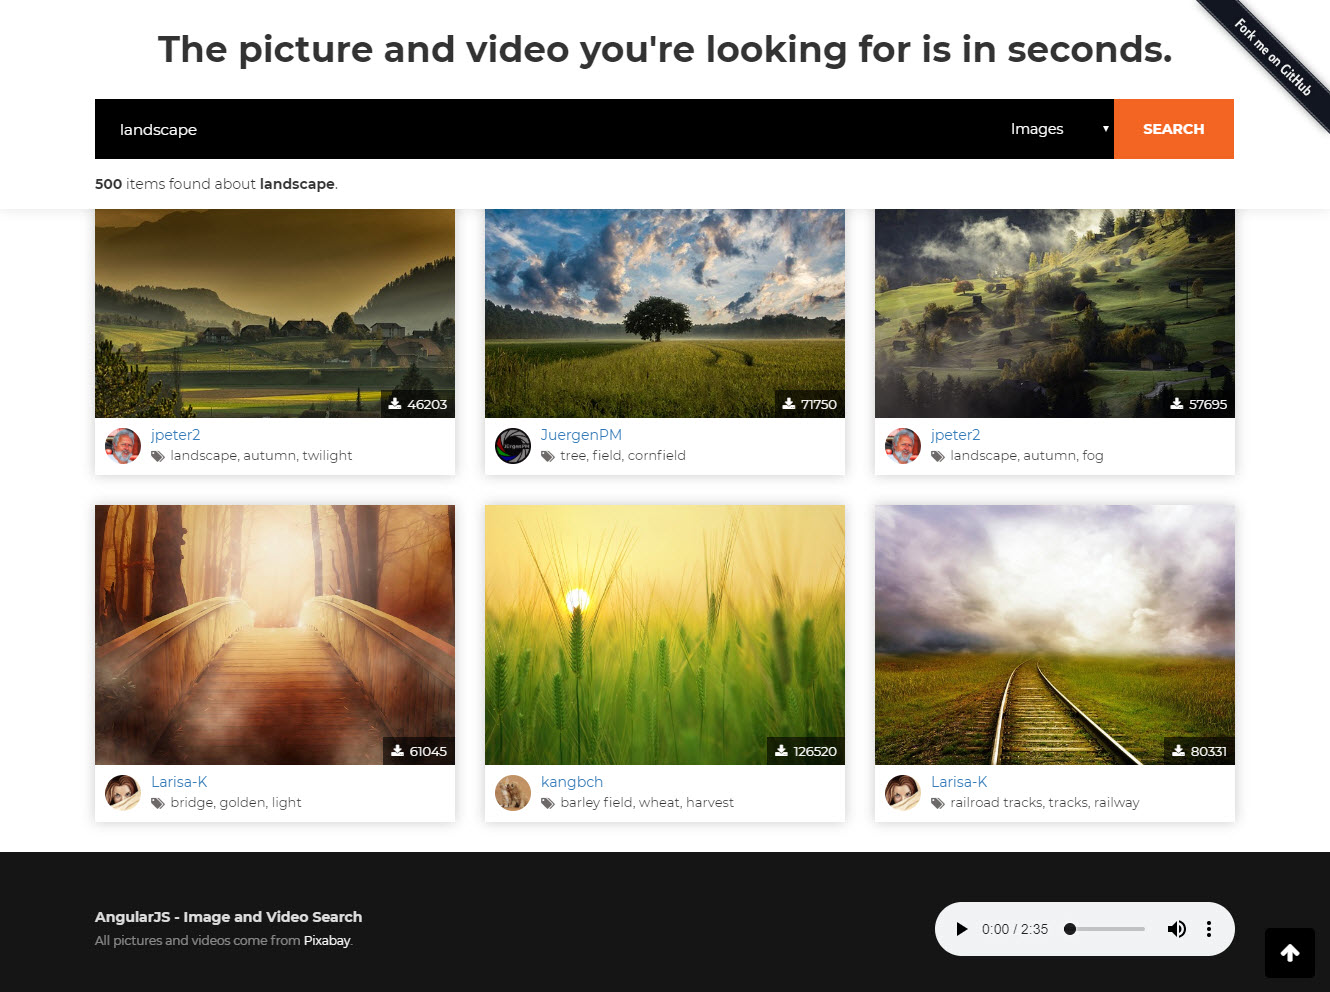 The picture and video you're looking for is in seconds.
Fork me on GitHub
landscape
Images
SEARCH
500 items found about landscape.
46203
71750
57695
jpeter2
landscape, autumn, twilight
JuergenPM
JürgenPM
tree, field, cornfield
jpeter2
landscape, autumn, fog
61045
126520
80331
Larisa-K
bridge, golden, light
kangbch
barley field, wheat, harvest
Larisa-K
railroad tracks, tracks, railway
AngularJS - Image and Video Search
All pictures and videos come from Pixabay.
0:00 / 2:35